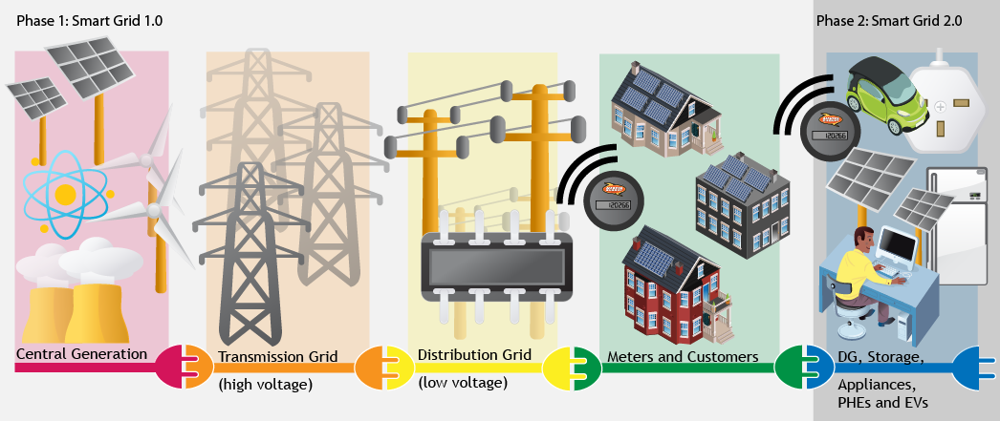 Phase 1: Smart Grid 1.0
Phase 2: Smart Grid 2.0
120266
120266
Central Generation
Transmission Grid
(high voltage)
Distribution Grid
(low voltage)
Meters and Customers
DG, Storage,
Appliances,
PHEs and EVs